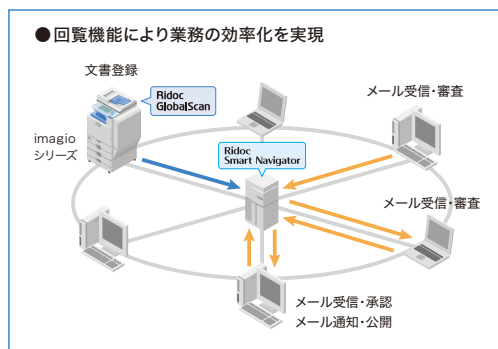 ●回覧機能により業務の効率化を実現
文書登録
Ridoc
GlobalScan
imagio
シリーズ
Ridoc
Smart Navigator
メール受信・審査
メール受信・審査
メール受信・承認
メール通知・公開